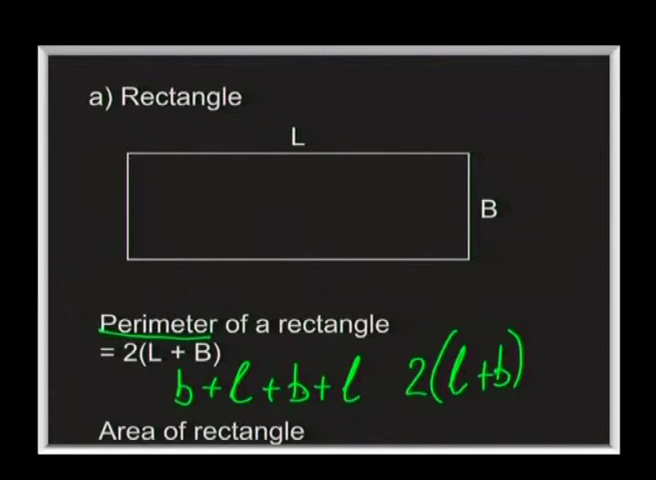 a) Rectangle
L
B
Perimeter of a rectangle
= 2(L + B)
b+l+b+l 2(l+b)
Area of rectangle